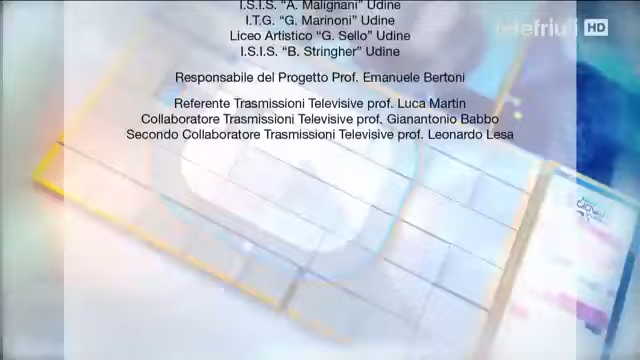 I.S.I.S. “A. Malignani” Udine
telefriuli HD
I.T.G. “G. Marinoni” Udine
Liceo Artistico “G. Sello” Udine
I.S.I.S. “B. Stringher” Udine
Responsabile del Progetto Prof. Emanuele Bertoni
Referente Trasmissioni Televisive prof. Luca Martin
Collaboratore Trasmissioni Televisive prof. Gianantonio Babbo
Secondo Collaboratore Trasmissioni Televisive prof. Leonardo Lesa